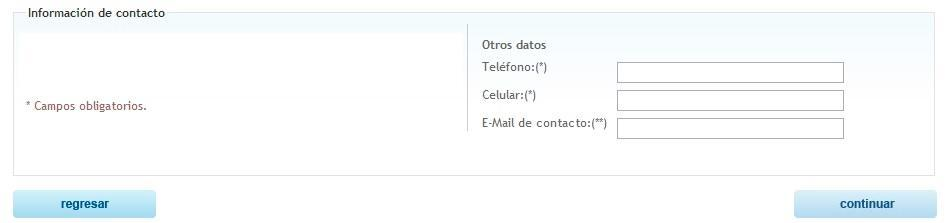 Información de contacto
Otros datos
Teléfono:(*)
* Campos obligatorios.
Celular:(*)
E-Mail de contacto:(**)
regresar
continuar